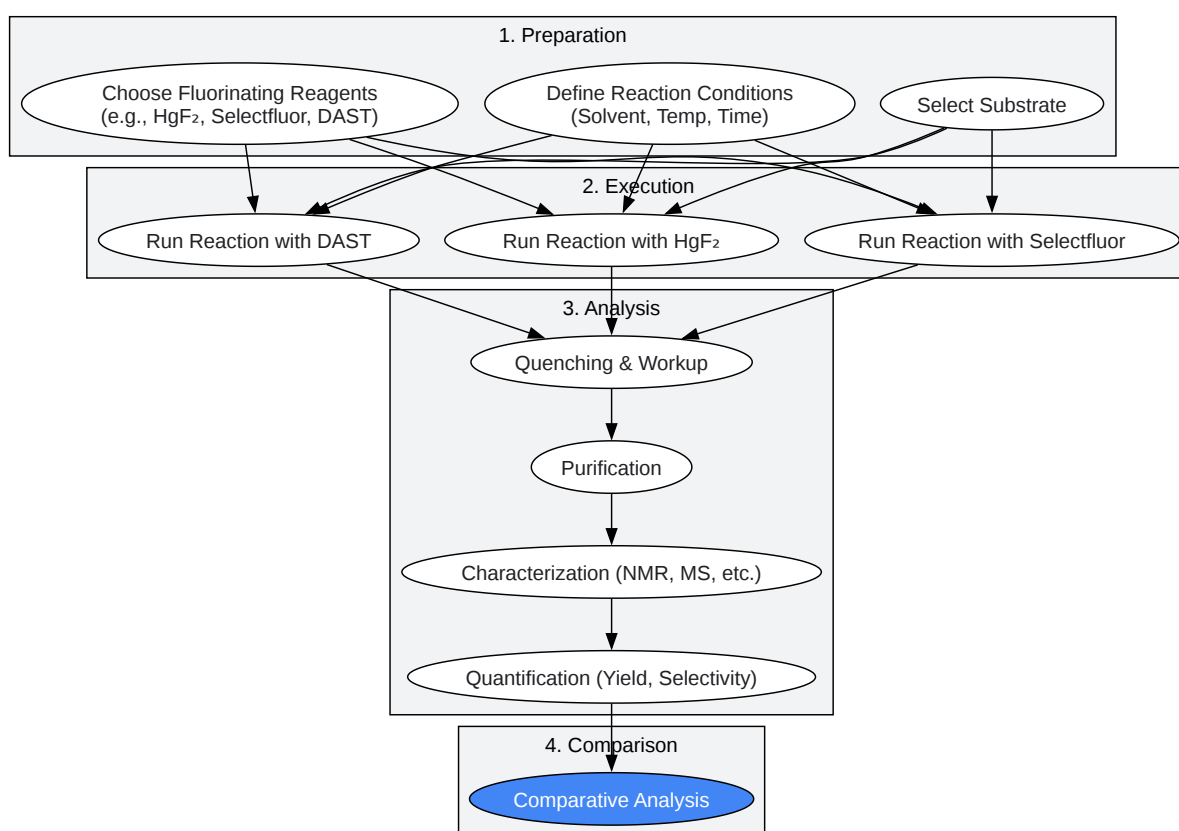 1. Preparation
Choose Fluorinating Reagents
(e.g., HgF₂, Selectfluor, DAST)
Define Reaction Conditions
(Solvent, Temp, Time)
Select Substrate
2. Execution
Run Reaction with DAST
Run Reaction with HgF₂
Run Reaction with Selectfluor
3. Analysis
Quenching & Workup
Purification
Characterization (NMR, MS, etc.)
Quantification (Yield, Selectivity)
4. Comparison
Comparative Analysis